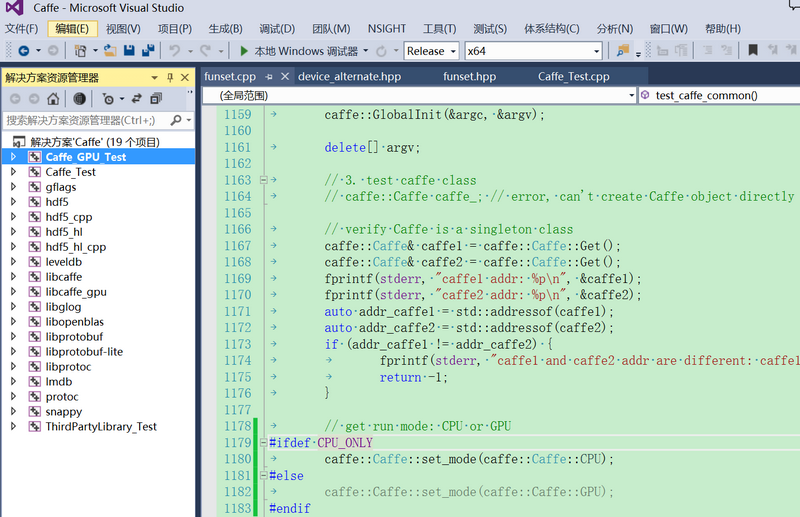 Caffe - Microsoft Visual Studio
文件(F) 编辑(E) 视图(V) 项目(P) 生成(B) 调试(D) 团队(M) NSIGHT 工具(T) 测试(S) 体系结构(C) 分析(N) 窗口(W) 帮助(H)
本地 Windows 调试器 Release x64
解决方案资源管理器
搜索解决方案资源管理器(Ctrl+;)
解决方案'Caffe' (19 个项目)
Caffe_GPU_Test
Caffe_Test
gflags
hdf5
hdf5_cpp
hdf5_hl
hdf5_hl_cpp
leveldb
libcaffe
libcaffe_gpu
libglog
libopenblas
libprotobuf
libprotobuf-lite
libprotoc
lmdb
protoc
snappy
ThirdPartyLibrary_Test
funset.cpp device_alternate.hpp funset.hpp Caffe_Test.cpp
(全局范围) test_caffe_common()
1159 caffe::GlobalInit(&argc, &argv);
1160
1161 delete[] argv;
1162
1163 // 3. test caffe class
1164 // caffe::Caffe caffe_; // error, can't create Caffe object directly
1165
1166 // verify Caffe is a singleton class
1167 caffe::Caffe& caffe1 = caffe::Caffe::Get();
1168 caffe::Caffe& caffe2 = caffe::Caffe::Get();
1169 fprintf(stderr, "caffe1 addr: %p\n", &caffe1);
1170 fprintf(stderr, "caffe2 addr: %p\n", &caffe2);
1171 auto addr_caffe1 = std::addressof(caffe1);
1172 auto addr_caffe2 = std::addressof(caffe2);
1173 if (addr_caffe1 != addr_caffe2) {
1174 fprintf(stderr, "caffe1 and caffe2 addr are different: caffe1
1175 return -1;
1176 }
1177
1178 // get run mode: CPU or GPU
1179 #ifdef CPU_ONLY
1180 caffe::Caffe::set_mode(caffe::Caffe::CPU);
1181 #else
1182 caffe::Caffe::set_mode(caffe::Caffe::GPU);
1183 #endif